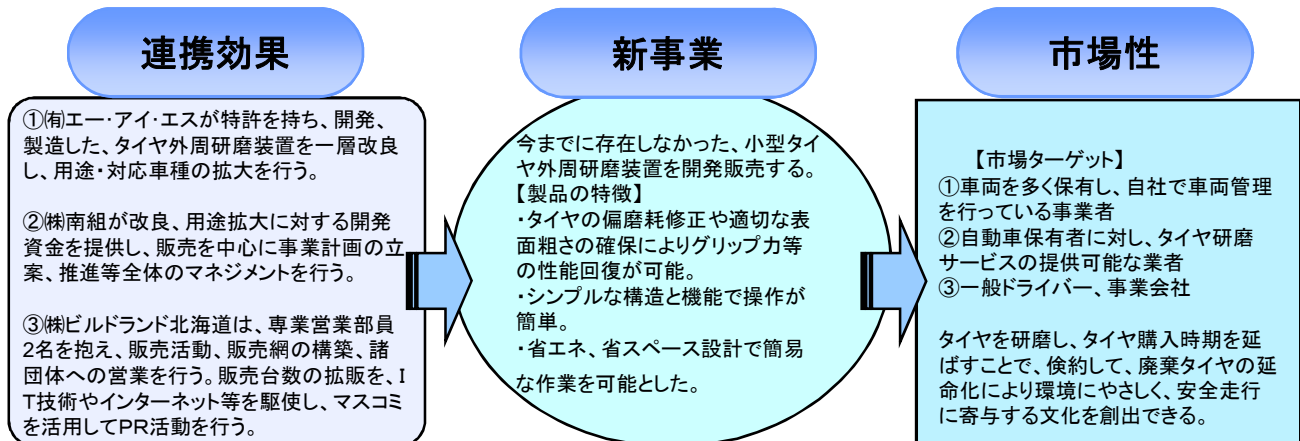 連携効果
①㈲エー・アイ・エスが特許を持ち、開発、
製造した、タイヤ外周研磨装置を一層改良
し、用途・対応車種の拡大を行う。
②㈱南組が改良、用途拡大に対する開発
資金を提供し、販売を中心に事業計画の立
案、推進等全体のマネジメントを行う。
③㈱ビルドランド北海道は、専業営業部員
2名を抱え、販売活動、販売網の構築、諸
団体への営業を行う。販売台数の拡販を、I
T技術やインターネット等を駆使し、マスコミ
を活用してPR活動を行う。
新事業
今までに存在しなかった、小型タイ
ヤ外周研磨装置を開発販売する。
【製品の特徴】
・タイヤの偏磨耗修正や適切な表
面粗さの確保によりグリップ力等
の性能回復が可能。
・シンプルな構造と機能で操作が
簡単。
・省エネ、省スペース設計で簡易
な作業を可能とした。
市場性
【市場ターゲット】
①車両を多く保有し、自社で車両管理
を行っている事業者
②自動車保有者に対し、タイヤ研磨
サービスの提供可能な業者
③一般ドライバー、事業会社
タイヤを研磨し、タイヤ購入時期を延
ばすことで、倹約して、廃棄タイヤの延
命化により環境にやさしく、安全走行
に寄与する文化を創出できる。